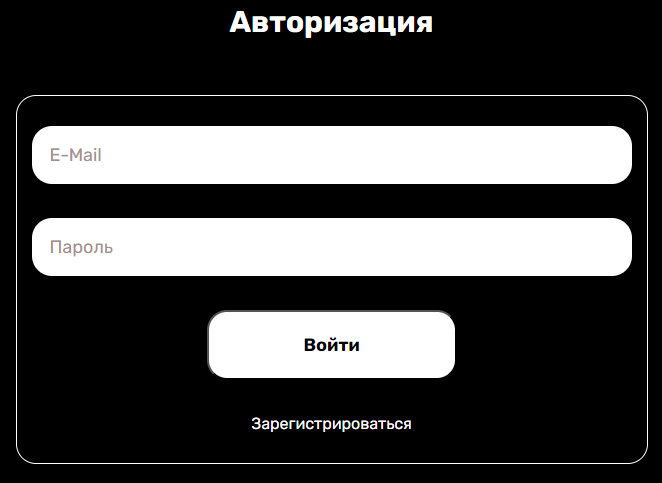 Авторизация
E-Mail
Пароль
Войти
Зарегистрироваться